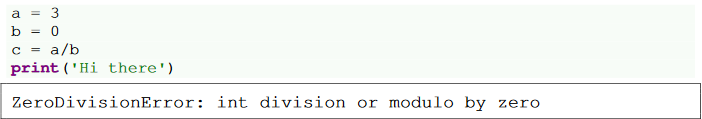 a = 3
b = 0
c = a/b
print('Hi there')
ZeroDivisionError: int division or modulo by zero